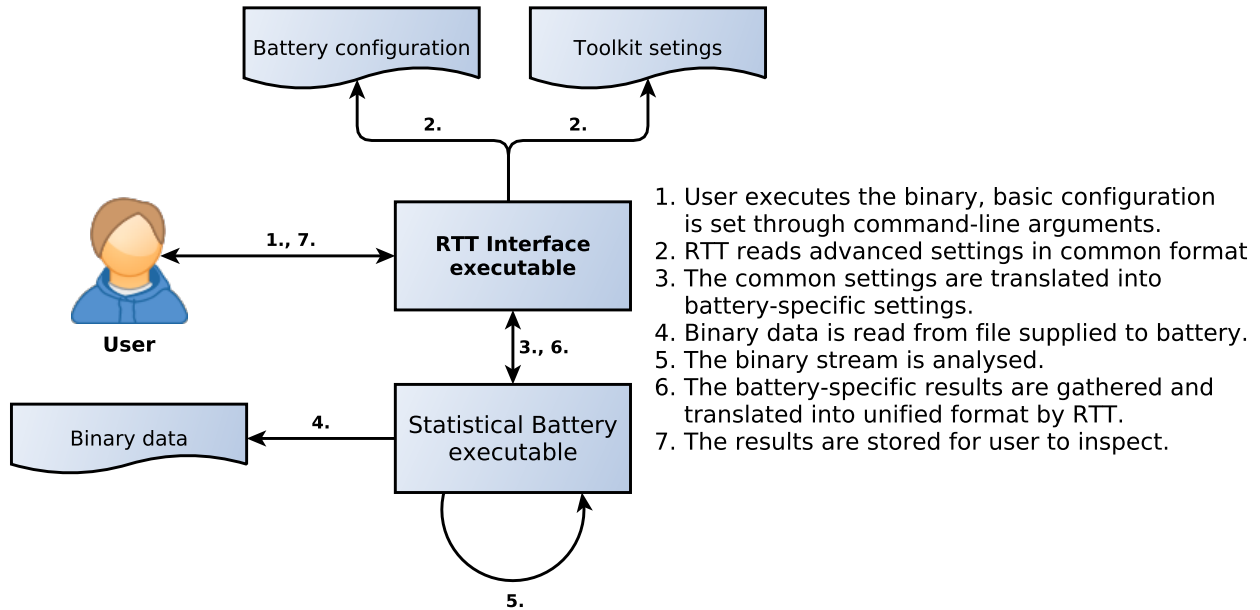 Battery configuration
Toolkit setings
2.
2.
1. User executes the binary, basic configuration
is set through command-line arguments.
2. RTT reads advanced settings in common format
3. The common settings are translated into
battery-specific settings.
4. Binary data is read from file supplied to battery.
5. The binary stream is analysed.
6. The battery-specific results are gathered and
translated into unified format by RTT.
7. The results are stored for user to inspect.
1., 7.
RTT Interface
executable
User
3., 6.
Binary data
4.
Statistical Battery
executable
5.